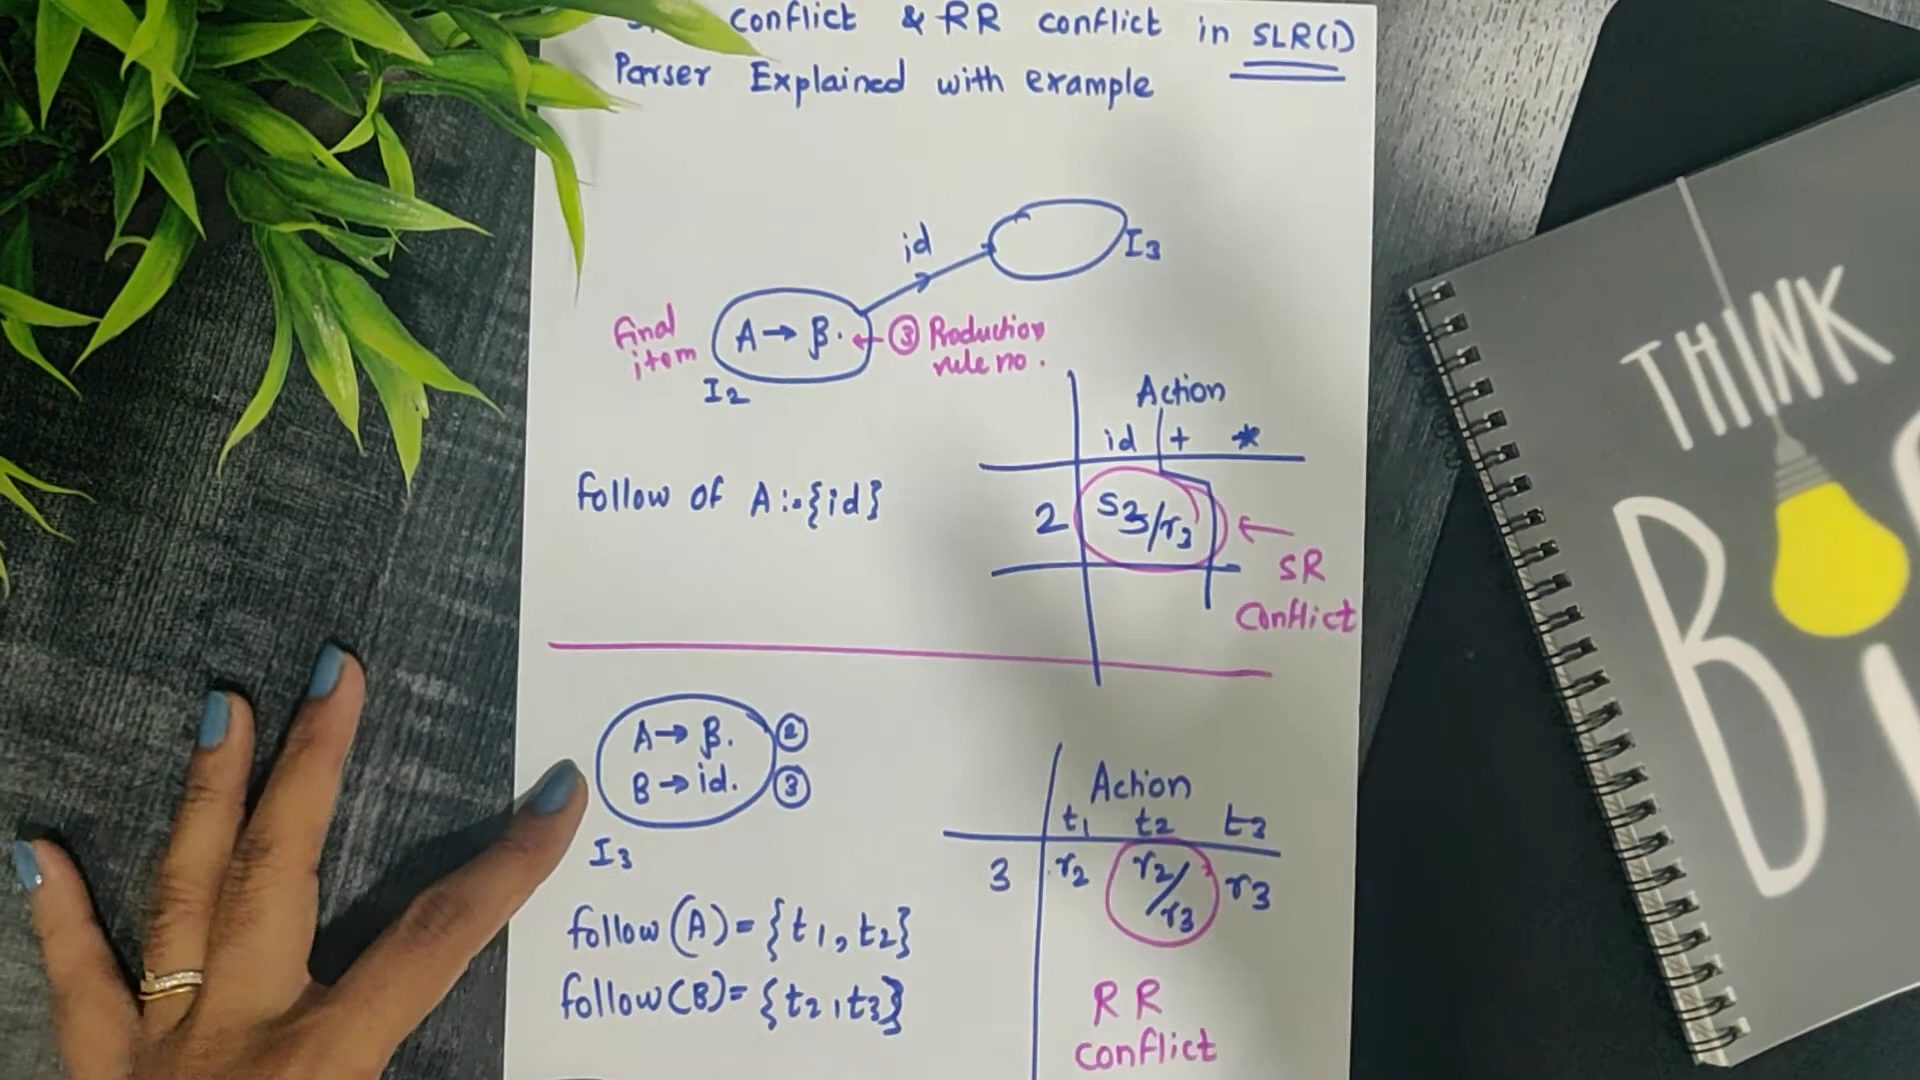 conflict & RR conflict in SLR(1)
Parser Explained with example
id
I3
final item
A → β.
③ Production rule no.
I2
Action
id + *
follow of A:-{id}
2 S3/r3
SR Conflict
A → β. ②
B → id. ③
I3
Action
t1 t2 t3
3 r2 r2/r3 r3
follow(A)={t1,t2}
follow(B)={t2,t3}
RR conflict
THINK